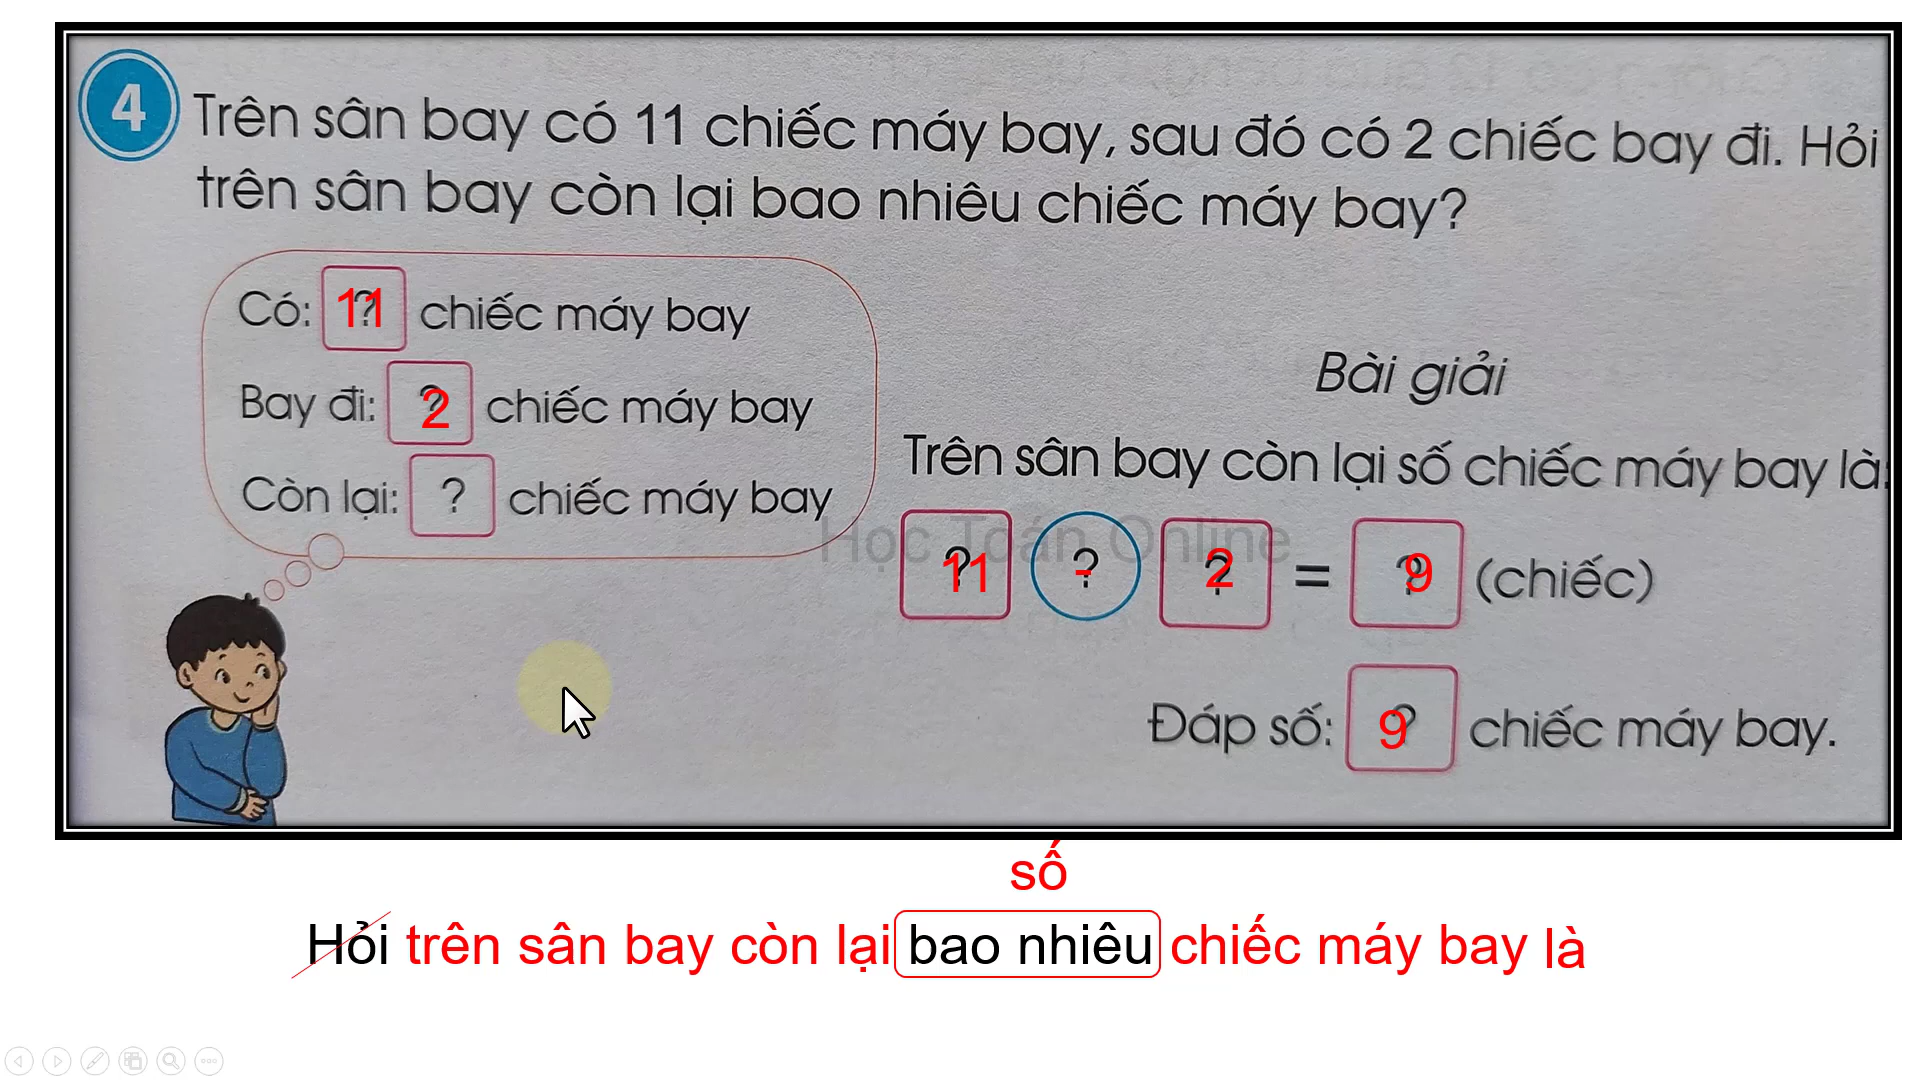 4
Trên sân bay có 11 chiếc máy bay, sau đó có 2 chiếc bay đi. Hỏi
trên sân bay còn lại bao nhiêu chiếc máy bay?
Có: 11 chiếc máy bay
Bay đi: 2 chiếc máy bay
Còn lại: ? chiếc máy bay
Bài giải
Trên sân bay còn lại số chiếc máy bay là:
Học Toán Online
11 - 2 = 9 (chiếc)
Đáp số: 9 chiếc máy bay.
số
Hỏi trên sân bay còn lại bao nhiêu chiếc máy bay là